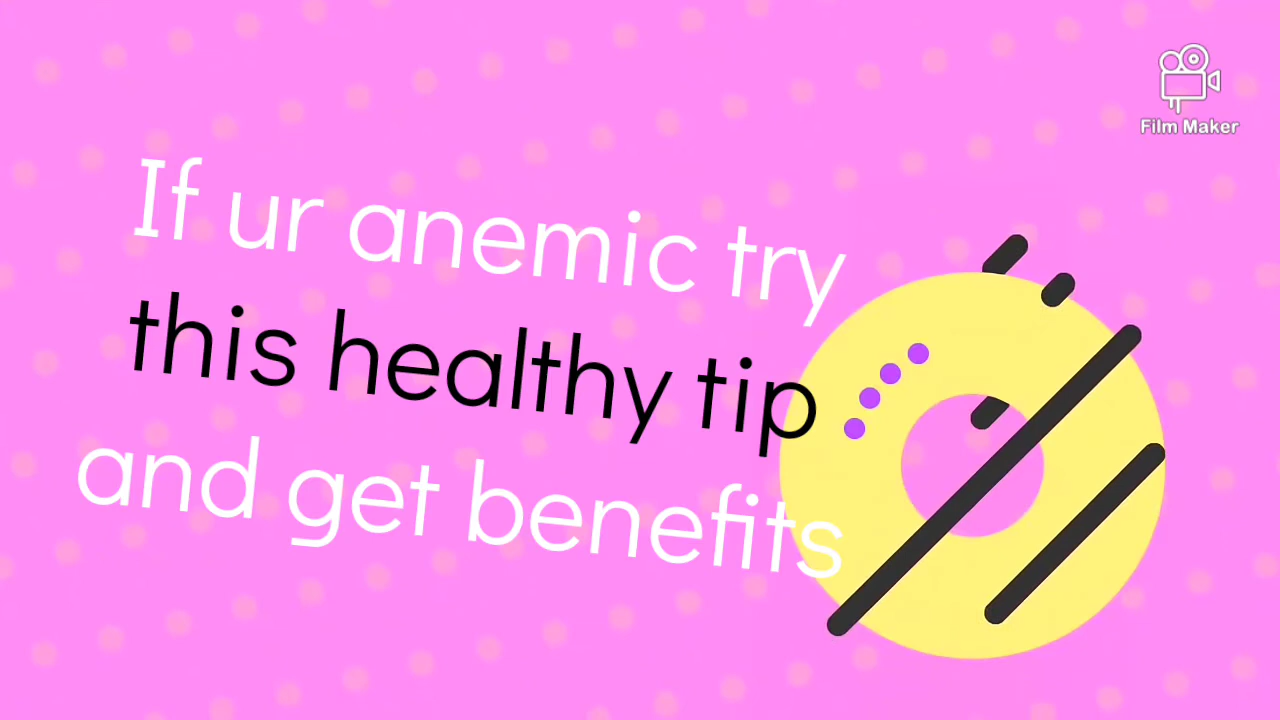 Film Maker
If ur anemic try
this healthy tip
and get benefits